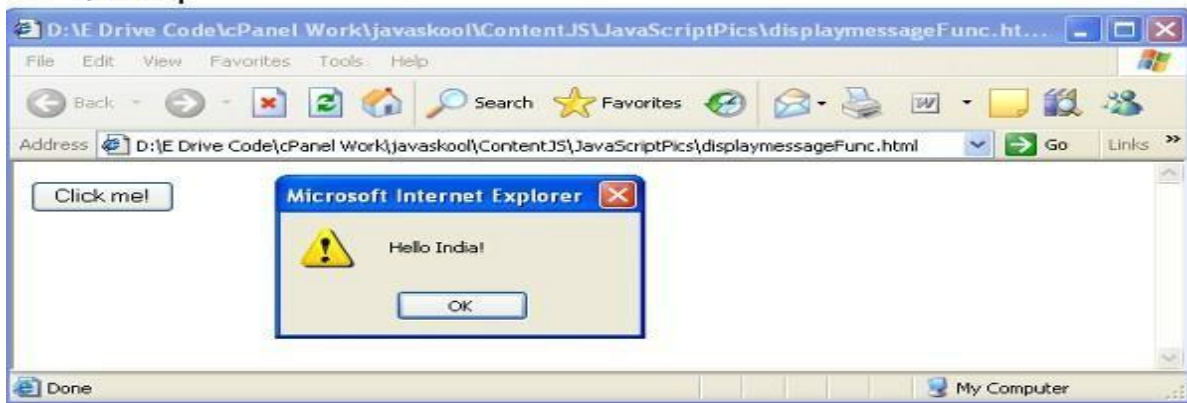 D:\E Drive Code\cPanel Work\javaskool\ContentJS\JavaScriptPics\displaymessageFunc.ht...
File Edit View Favorites Tools Help
Back Search Favorites
Address D:\E Drive Code\cPanel Work\javaskool\ContentJS\JavaScriptPics\displaymessageFunc.html Go Links »
Click me!
Microsoft Internet Explorer
Hello India!
OK
Done My Computer